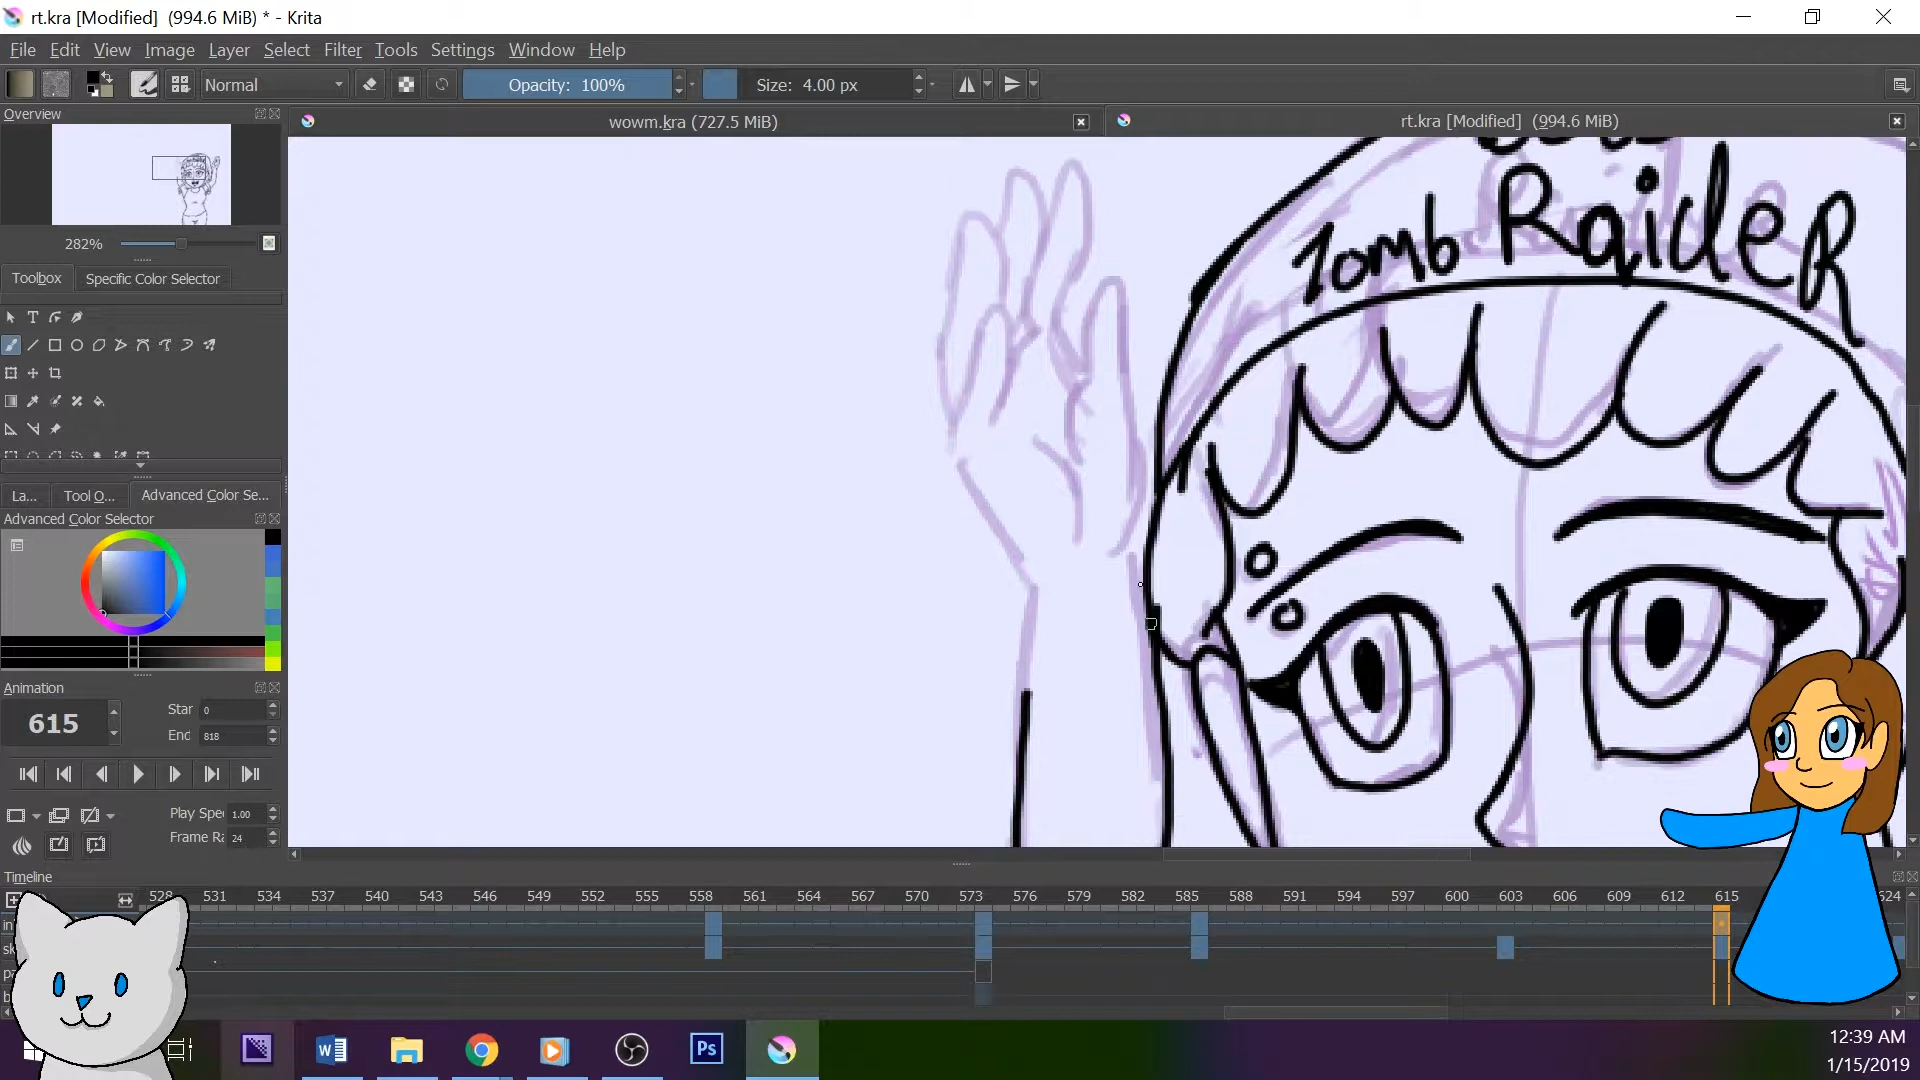 rt.kra [Modified]  (994.6 MiB) * - Krita
File Edit View Image Layer Select Filter Tools Settings Window Help
Normal Opacity: 100% Size: 4.00 px
Overview
wowm.kra (727.5 MiB)
rt.kra [Modified]  (994.6 MiB)
282%
Toolbox Specific Color Selector
La... Tool O... Advanced Color Se...
Advanced Color Selector
Tomb Raider
Animation
615
Star 0
End 818
Play Spe 1.00
Frame Ra 24
Timeline
528 531 534 537 540 543 546 549 552 555 558 561 564 567 570 573 576 579 582 585 588 591 594 597 600 603 606 609 612 615 624
in
sk
pa
b
Ps
12:39 AM
1/15/2019